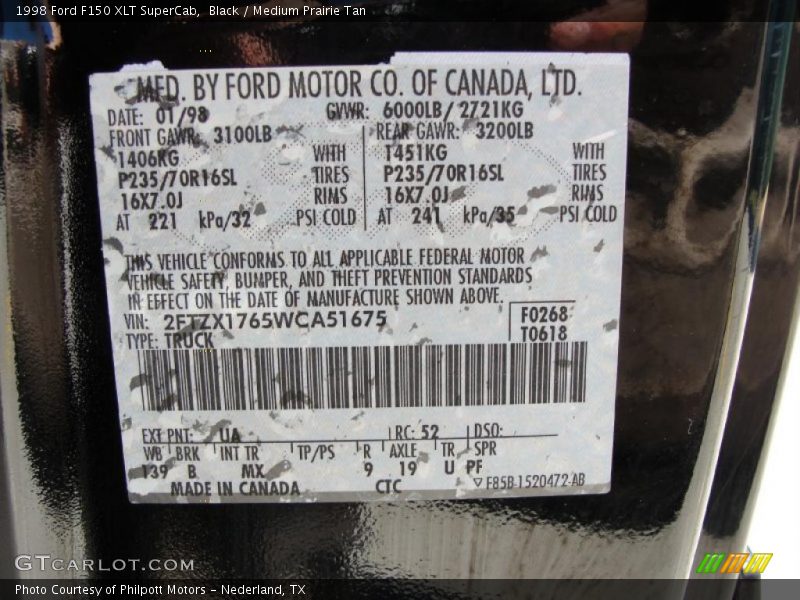 1998 Ford F150 XLT SuperCab,  Black / Medium Prairie Tan
MFD. BY FORD MOTOR CO. OF CANADA, LTD.
DATE: 01/98 GVWR: 6000LB/2721KG
FRONT GAWR: 3100LB REAR GAWR: 3200LB
1406KG WITH 1451KG WITH
P235/70R16SL TIRES P235/70R16SL TIRES
16X7.0J RIMS 16X7.0J RIMS
AT 221 kPa/32 PSI COLD AT 241 kPa/35 PSI COLD
THIS VEHICLE CONFORMS TO ALL APPLICABLE FEDERAL MOTOR
VEHICLE SAFETY, BUMPER, AND THEFT PREVENTION STANDARDS
IN EFFECT ON THE DATE OF MANUFACTURE SHOWN ABOVE.
VIN: 2FTZX1765WCA51675 F0268
TYPE: TRUCK T0618
EXT PNT: UA RC: 52 DSO:
WB BRK INT TR TP/PS R AXLE TR SPR
139 B MX 9 19 U PF
MADE IN CANADA CTC ▽F85B-1520472-AB
GTCARLOT.COM
Photo Courtesy of Philpott Motors – Nederland, TX